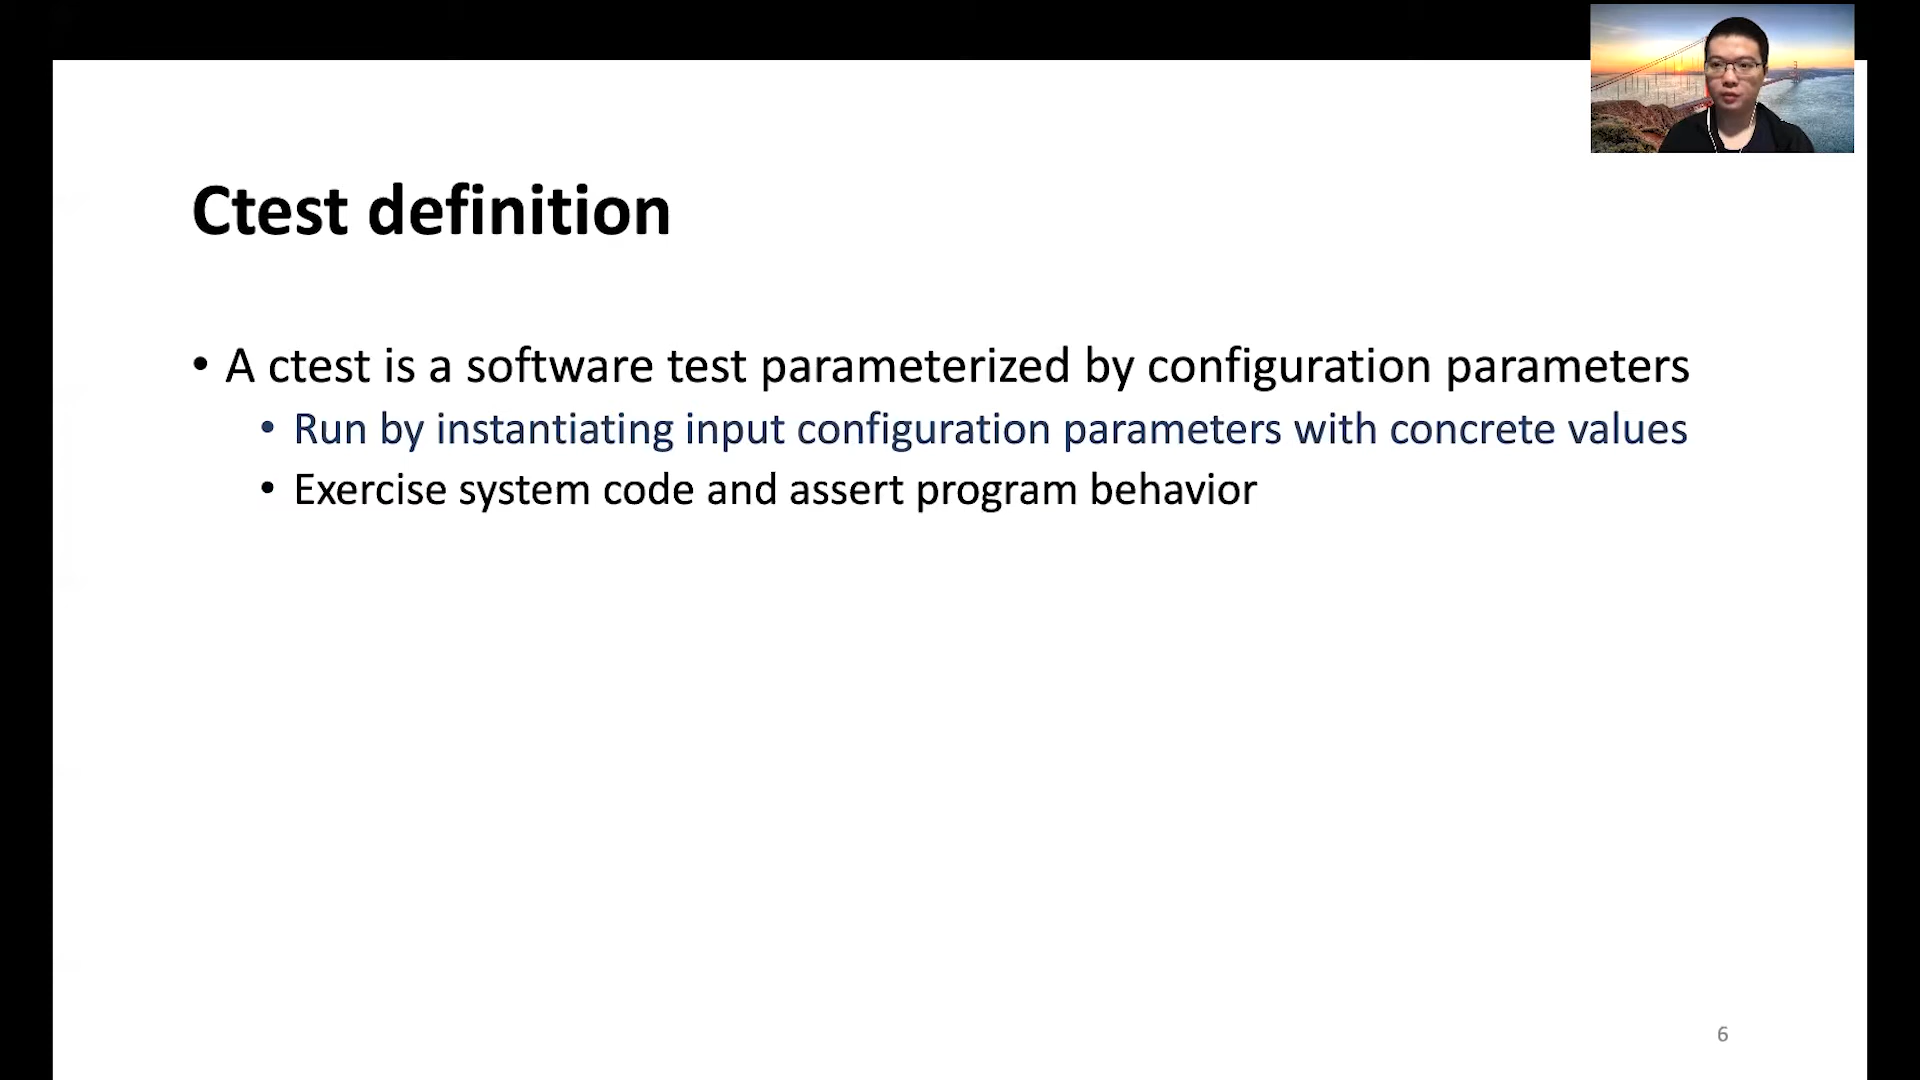 Ctest definition
• A ctest is a software test parameterized by configuration parameters
• Run by instantiating input configuration parameters with concrete values
• Exercise system code and assert program behavior
6